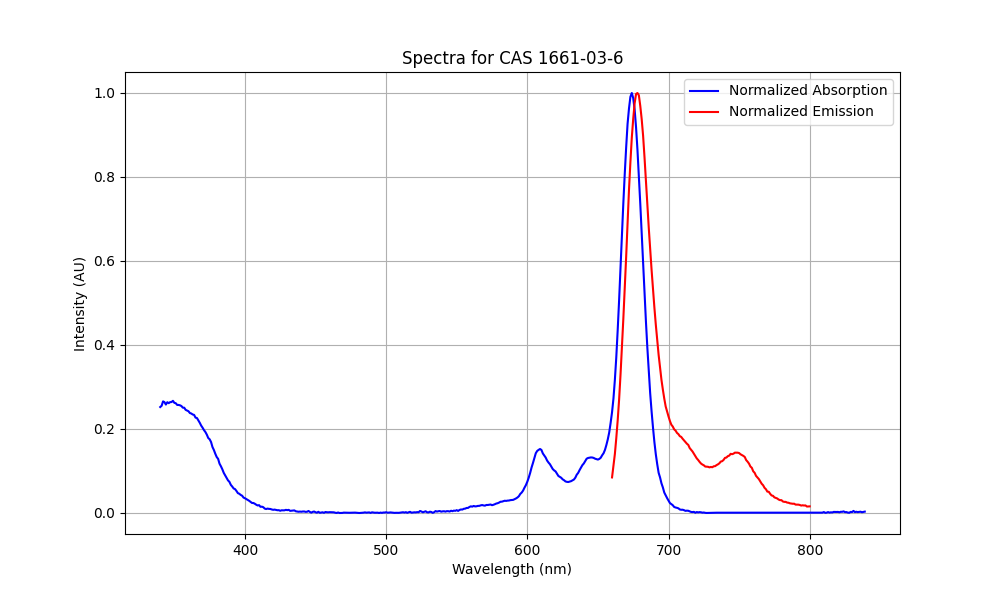 Spectra for CAS 1661-03-6
Normalized Absorption
Normalized Emission
1.0
0.8
0.6
0.4
0.2
0.0
Intensity (AU)
400 500 600 700 800
Wavelength (nm)